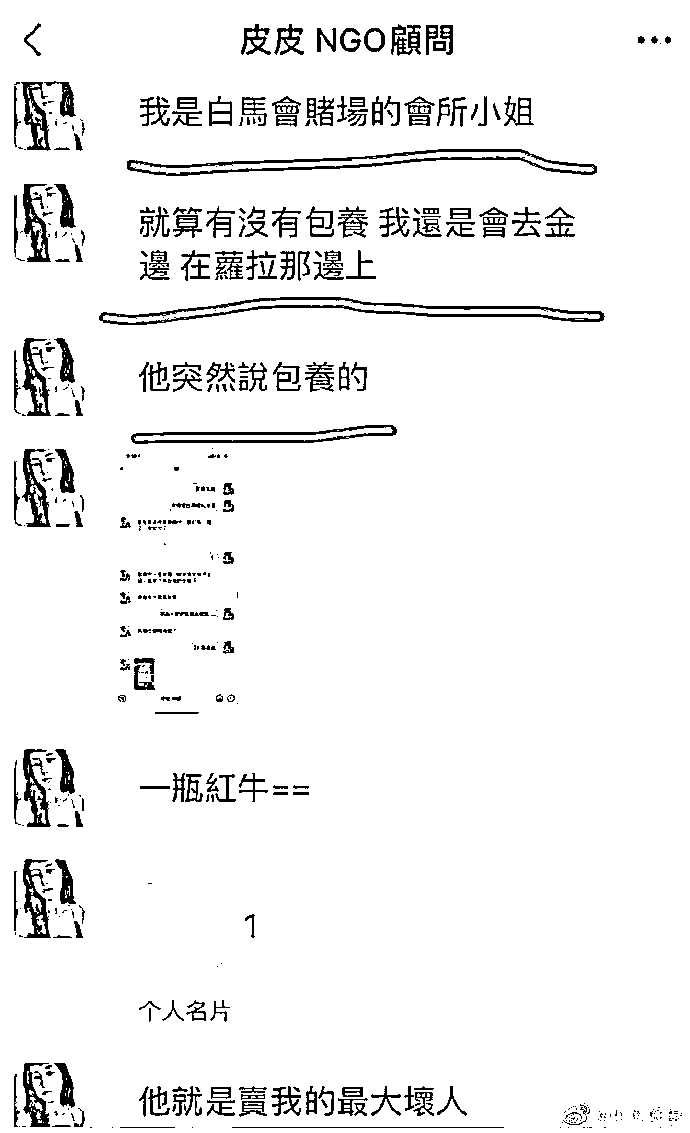 皮皮 NGO顧問
我是白馬會賭場的會所小姐
就算有沒有包養 我還是會去金
邊 在蘿拉那邊上
他突然說包養的
一瓶紅牛==
1
个人名片
他就是賣我的最大壞人